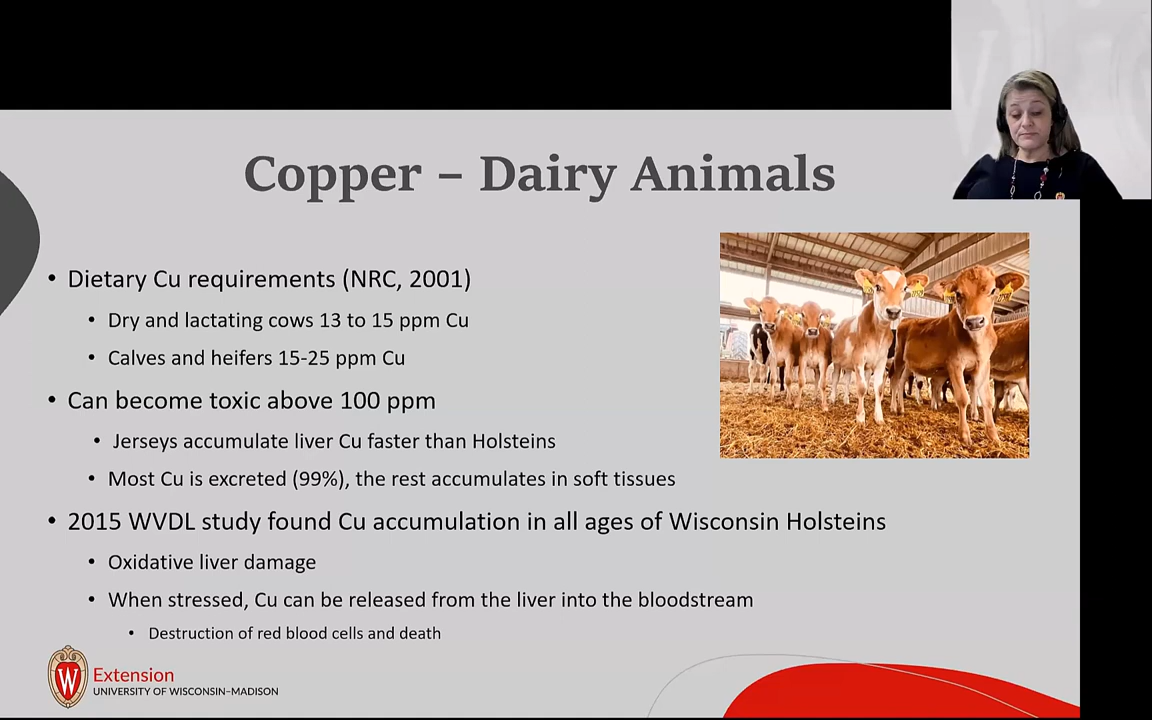 Copper – Dairy Animals
• Dietary Cu requirements (NRC, 2001)
• Dry and lactating cows 13 to 15 ppm Cu
• Calves and heifers 15-25 ppm Cu
• Can become toxic above 100 ppm
• Jerseys accumulate liver Cu faster than Holsteins
• Most Cu is excreted (99%), the rest accumulates in soft tissues
• 2015 WVDL study found Cu accumulation in all ages of Wisconsin Holsteins
• Oxidative liver damage
• When stressed, Cu can be released from the liver into the bloodstream
• Destruction of red blood cells and death
W
Extension
UNIVERSITY OF WISCONSIN–MADISON